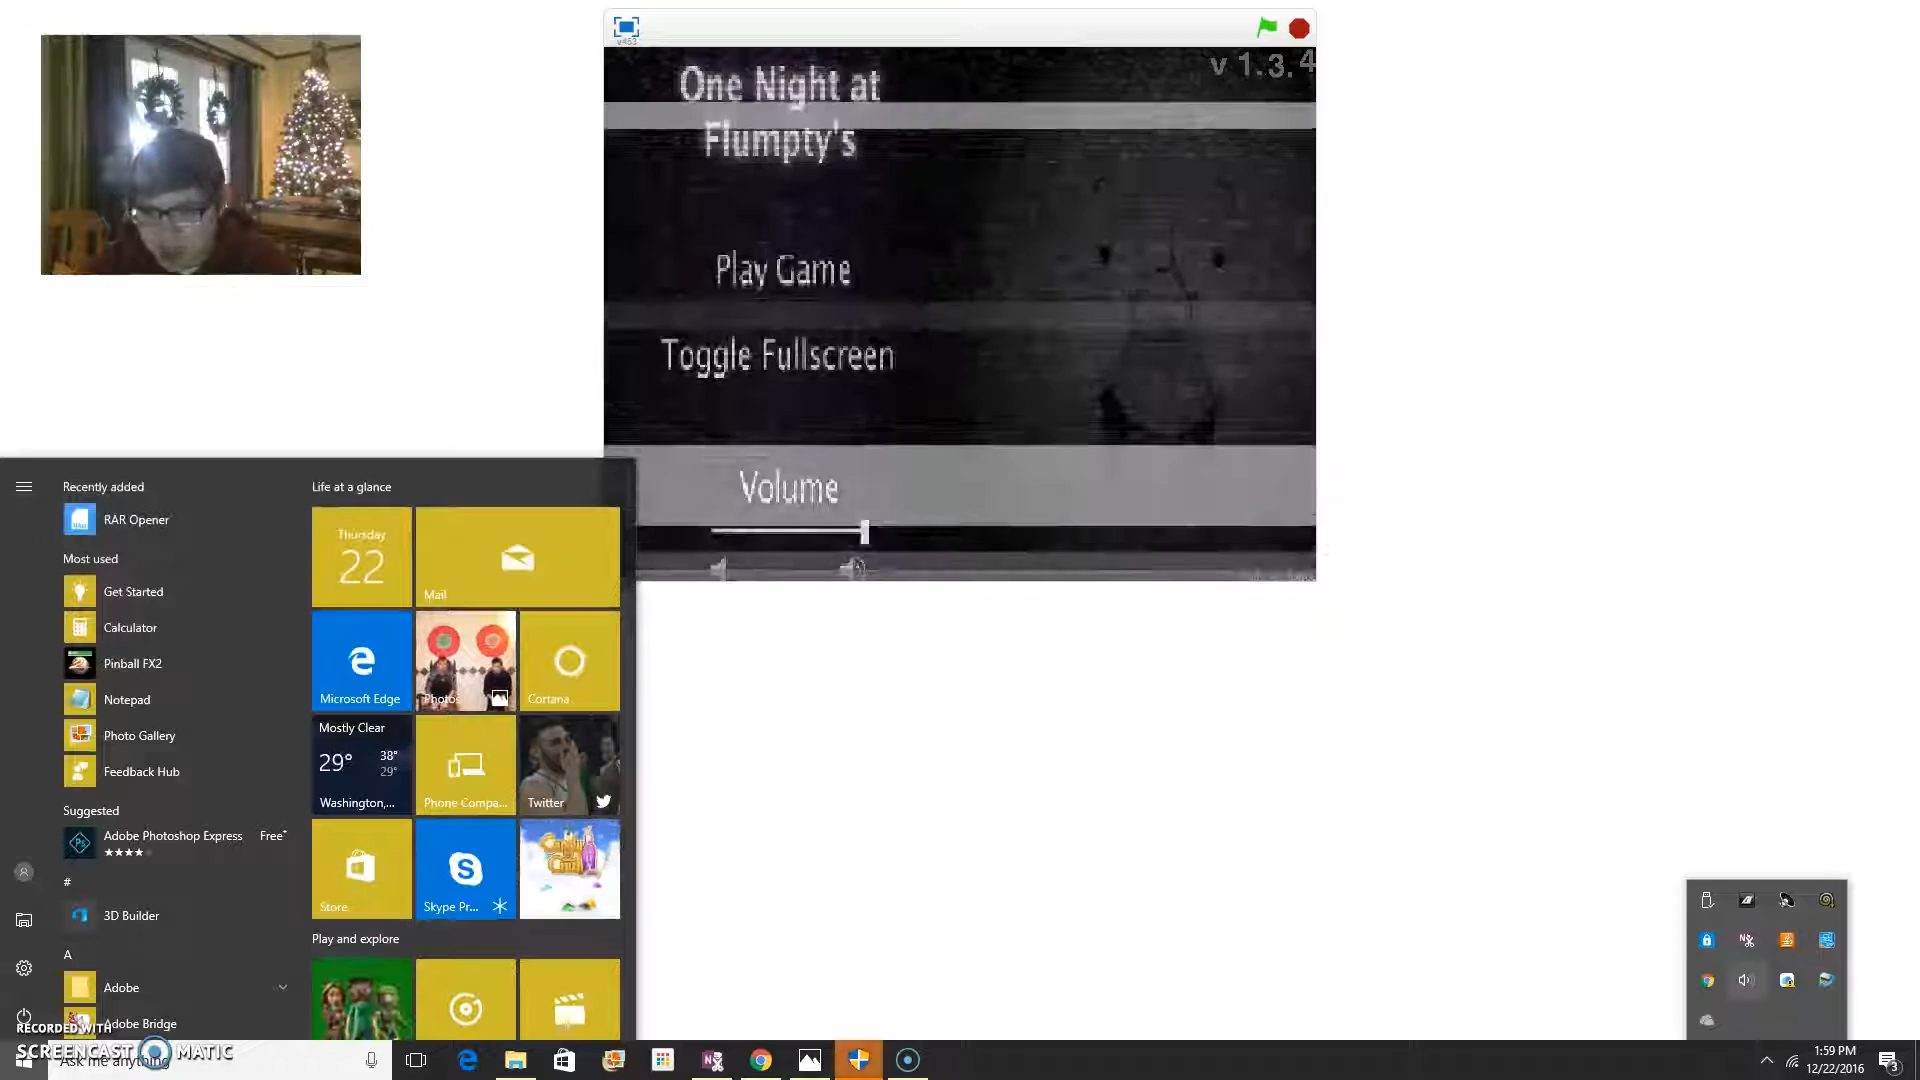 v453
v 1.3.4
One Night at
Flumpty's
Play Game
Toggle Fullscreen
Volume
Recently added
RAR Opener
Most used
Get Started
Calculator
Pinball FX2
Notepad
Photo Gallery
Feedback Hub
Suggested
Adobe Photoshop Express Free*
#
3D Builder
A
Adobe
Adobe Bridge
Life at a glance
Thursday
22
Mail
Microsoft Edge
Photos
Cortana
Mostly Clear
29° 38°
29°
Washington,...
Phone Compa...
Twitter
Store
Skype Pr...
Candy Crush
Play and explore
RECORDED WITH
SCREENCAST MATIC
Ask me anything
1:59 PM
12/22/2016
3